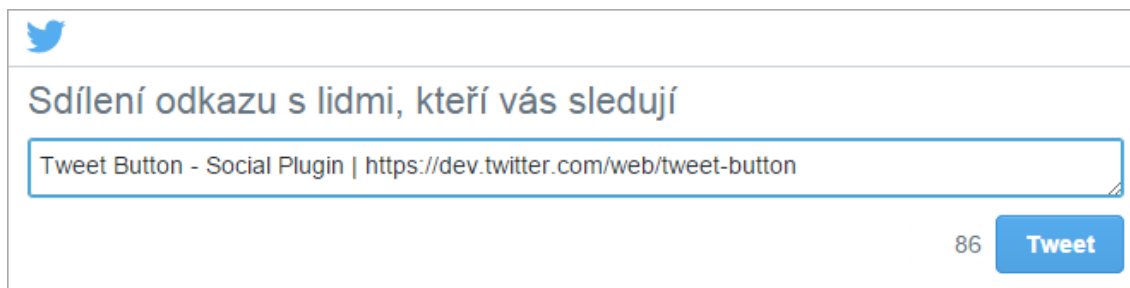 Sdílení odkazu s lidmi, kteří vás sledují
Tweet Button - Social Plugin | https://dev.twitter.com/web/tweet-button
86 Tweet